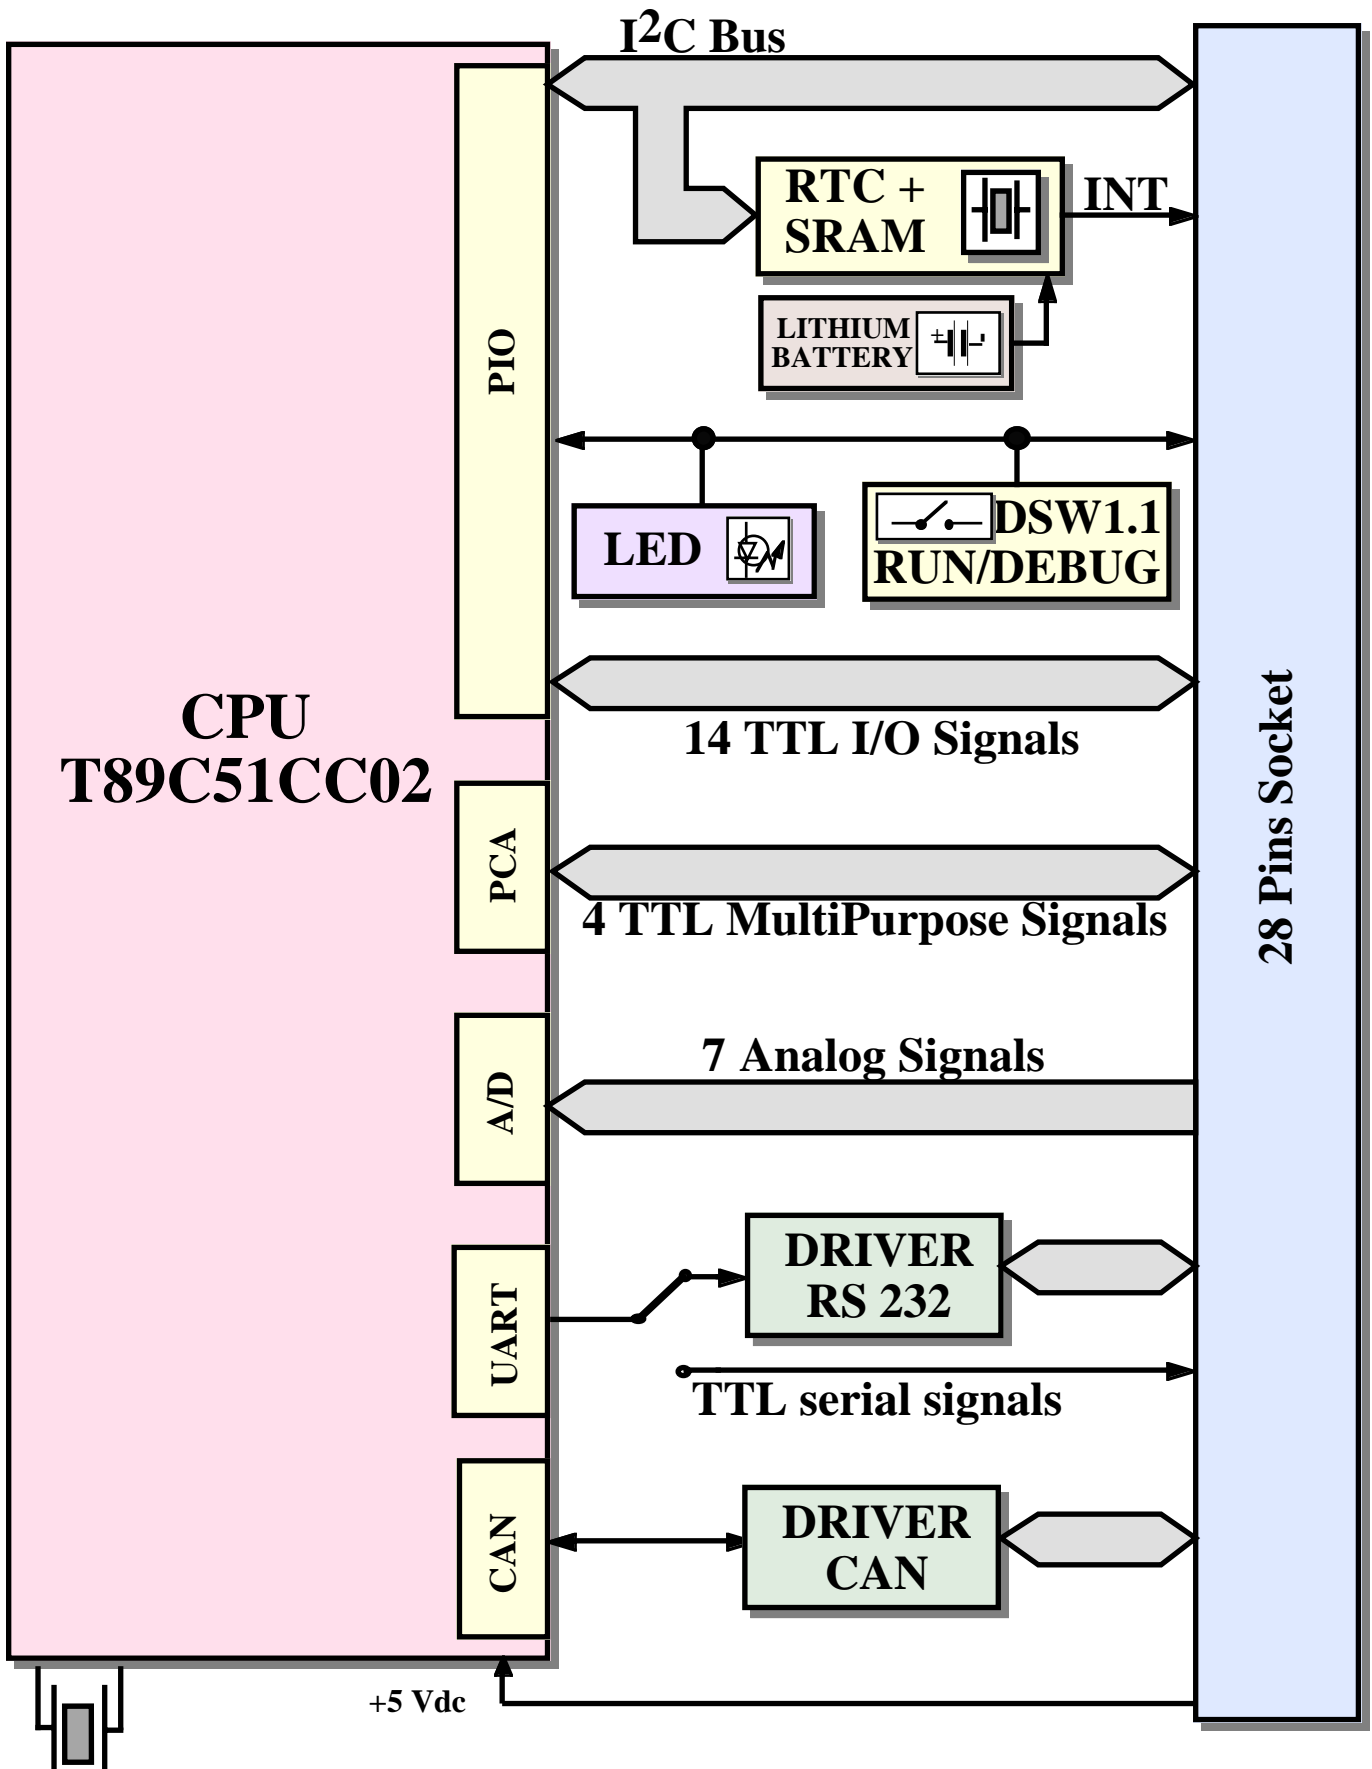 I2C Bus
RTC +
SRAM
INT
LITHIUM
BATTERY
PIO
LED
DSW1.1
RUN/DEBUG
CPU
T89C51CC02
14 TTL I/O Signals
28 Pins Socket
PCA
4 TTL MultiPurpose Signals
7 Analog Signals
A/D
DRIVER
RS 232
UART
TTL serial signals
DRIVER
CAN
CAN
+5 Vdc